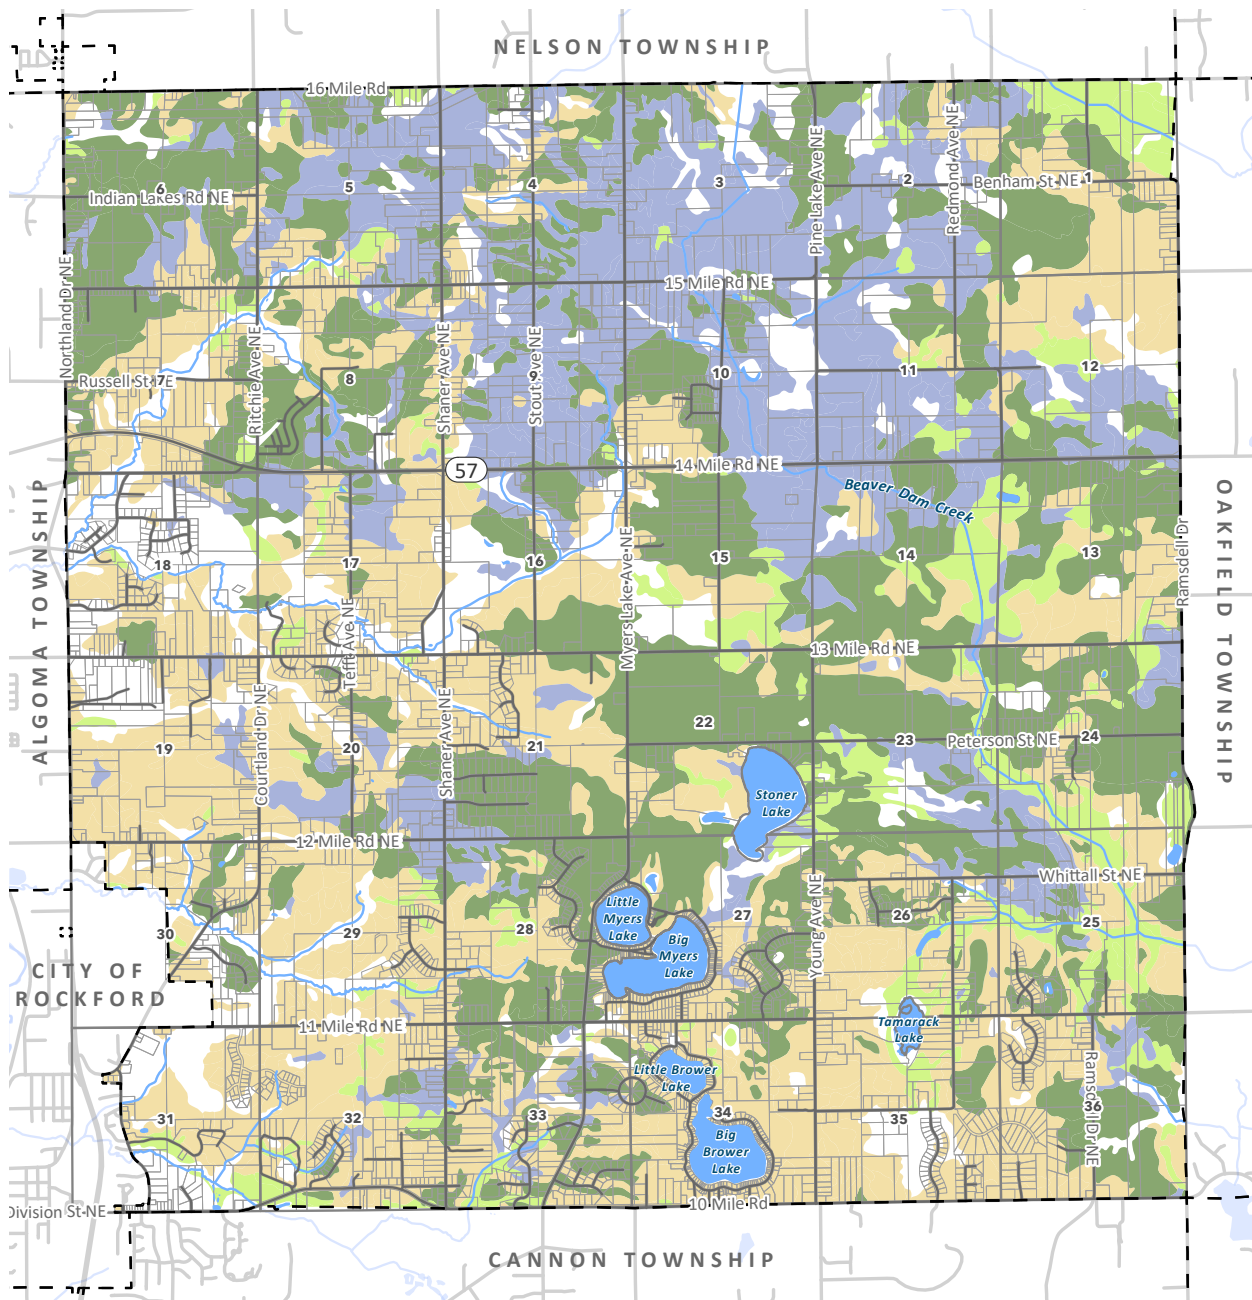 NELSON TOWNSHIP
16 Mile Rd
Pine Lake Ave NE
Redmond Ave NE
6
5
4
3
2
1
Indian Lakes Rd NE
Benham St NE
Northland Dr NE
15 Mile Rd NE
Ritchie Ave NE
Shaner Ave NE
Stout Ave NE
7
8
9
10
11
12
Russell St
57
14 Mile Rd NE
Beaver Dam Creek
ALGOMA TOWNSHIP
OAKFIELD TOWNSHIP
Ramsdell Dr
Myers Lake Ave NE
18
17
16
15
14
13
Tefft Ave NE
13 Mile Rd NE
Courtland Dr NE
Shaner Ave NE
19
20
21
22
23
24
Peterson St NE
Stoner
Lake
12 Mile Rd NE
Whittall St NE
Young Ave NE
Little
Myers
Lake
Big
Myers
Lake
30
29
28
27
26
25
CITY OF
ROCKFORD
11 Mile Rd NE
Tamarack
Lake
Little Brower
Lake
Ramsdell Dr NE
31
32
33
34
35
36
Big
Brower
Lake
10 Mile Rd
Division St NE
CANNON TOWNSHIP